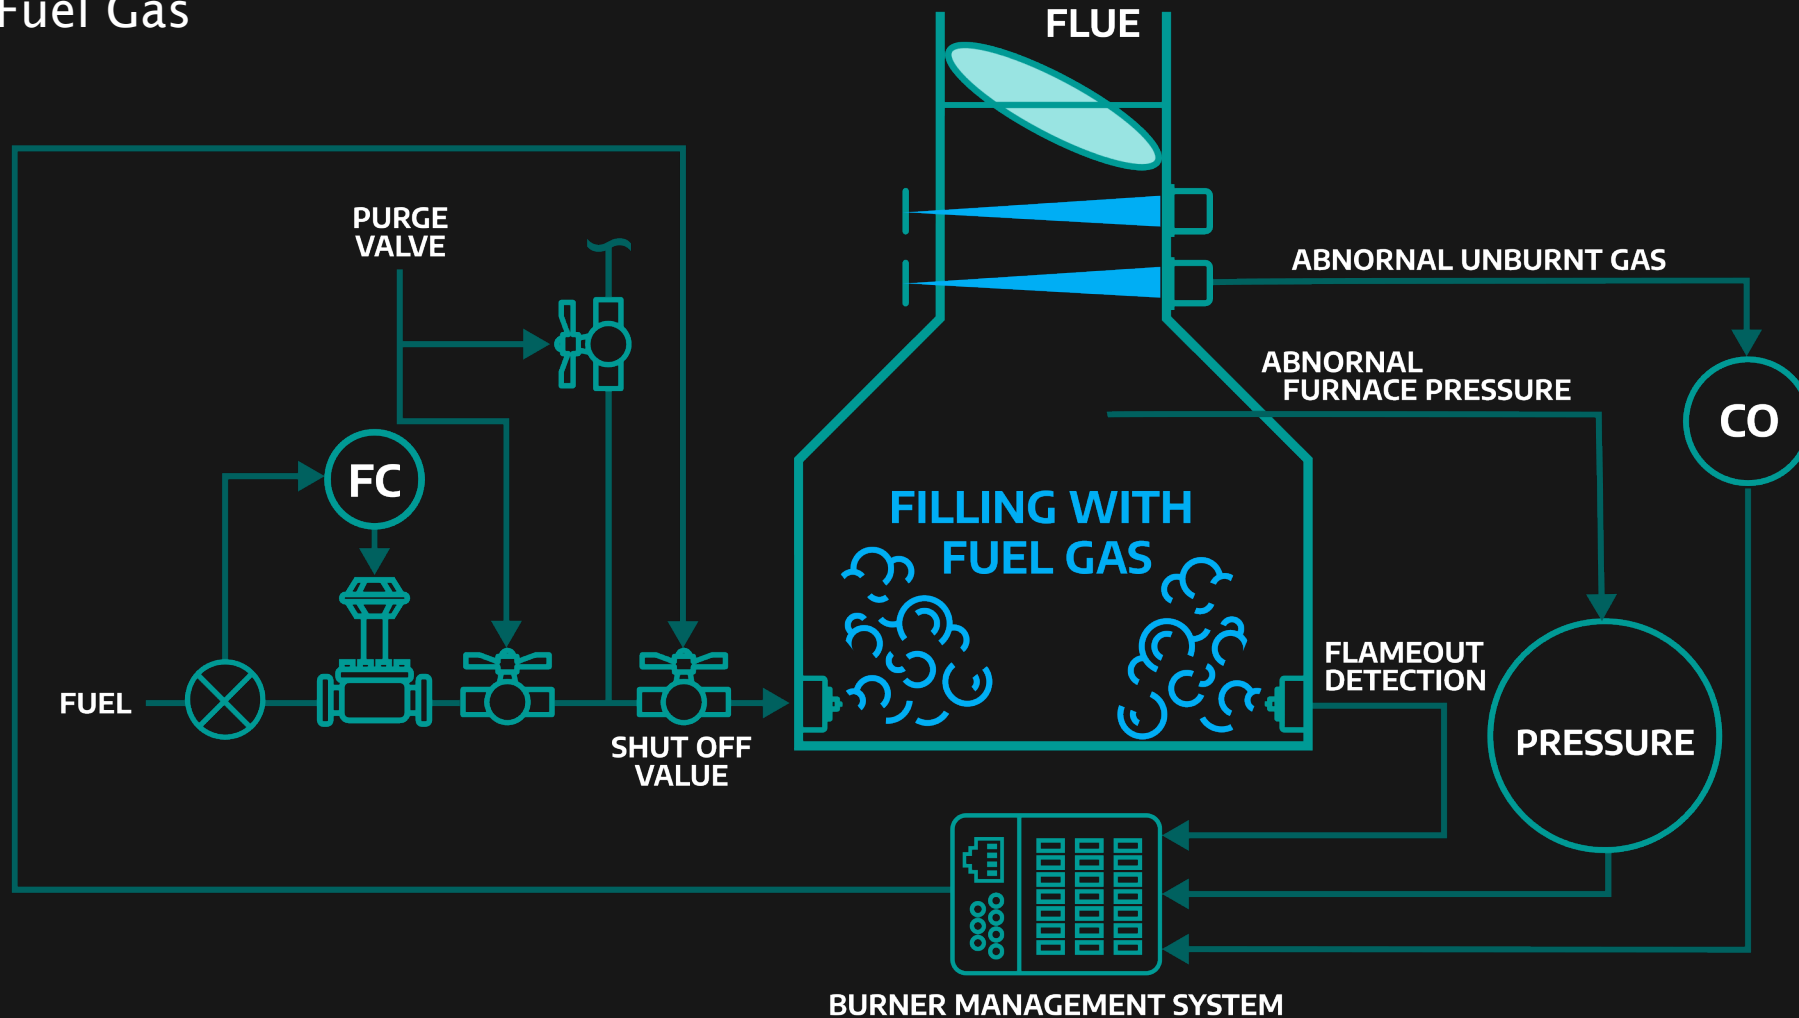 Fuel Gas
FLUE
PURGE
VALVE
ABNORNAL UNBURNT GAS
ABNORNAL
FURNACE PRESSURE
CO
FC
FILLING WITH
FUEL GAS
FLAMEOUT
DETECTION
FUEL
PRESSURE
SHUT OFF
VALUE
BURNER MANAGEMENT SYSTEM